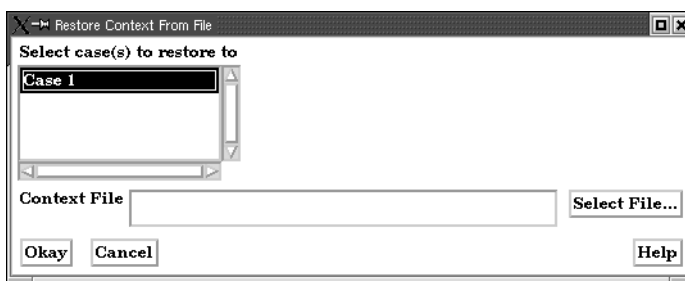 Restore Context From File
Select case(s) to restore to
Case 1
Context File
Select File...
Okay Cancel Help